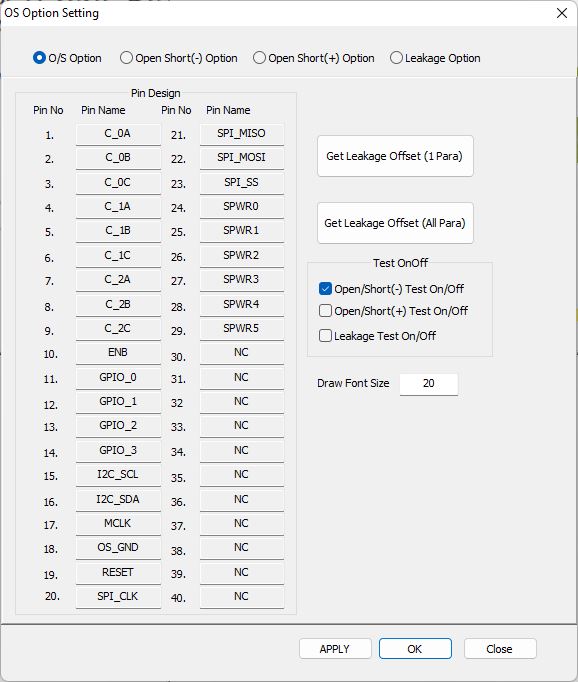 OS Option Setting
O/S Option Open Short(-) Option Open Short(+) Option Leakage Option
Pin Design
Pin No Pin Name Pin No Pin Name
1. C_0A 21. SPI_MISO
2. C_0B 22. SPI_MOSI
3. C_0C 23. SPI_SS
4. C_1A 24. SPWR0
5. C_1B 25. SPWR1
6. C_1C 26. SPWR2
7. C_2A 27. SPWR3
8. C_2B 28. SPWR4
9. C_2C 29. SPWR5
10. ENB 30. NC
11. GPIO_0 31. NC
12. GPIO_1 32 NC
13. GPIO_2 33. NC
14. GPIO_3 34. NC
15. I2C_SCL 35. NC
16. I2C_SDA 36. NC
17. MCLK 37. NC
18. OS_GND 38. NC
19. RESET 39. NC
20. SPI_CLK 40. NC
Get Leakage Offset (1 Para)
Get Leakage Offset (All Para)
Test OnOff
Open/Short(-) Test On/Off
Open/Short(+) Test On/Off
Leakage Test On/Off
Draw Font Size 20
APPLY OK Close